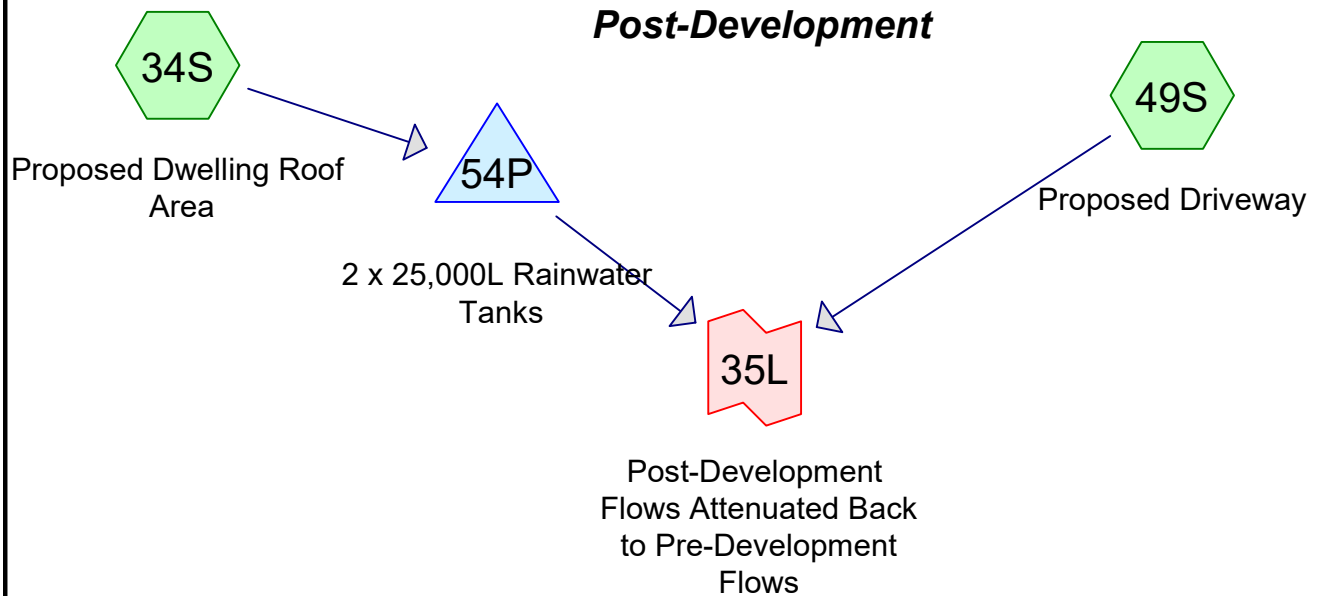 Post-Development
34S
Proposed Dwelling Roof
Area
54P
2 x 25,000L Rainwater
Tanks
49S
Proposed Driveway
35L
Post-Development
Flows Attenuated Back
to Pre-Development
Flows